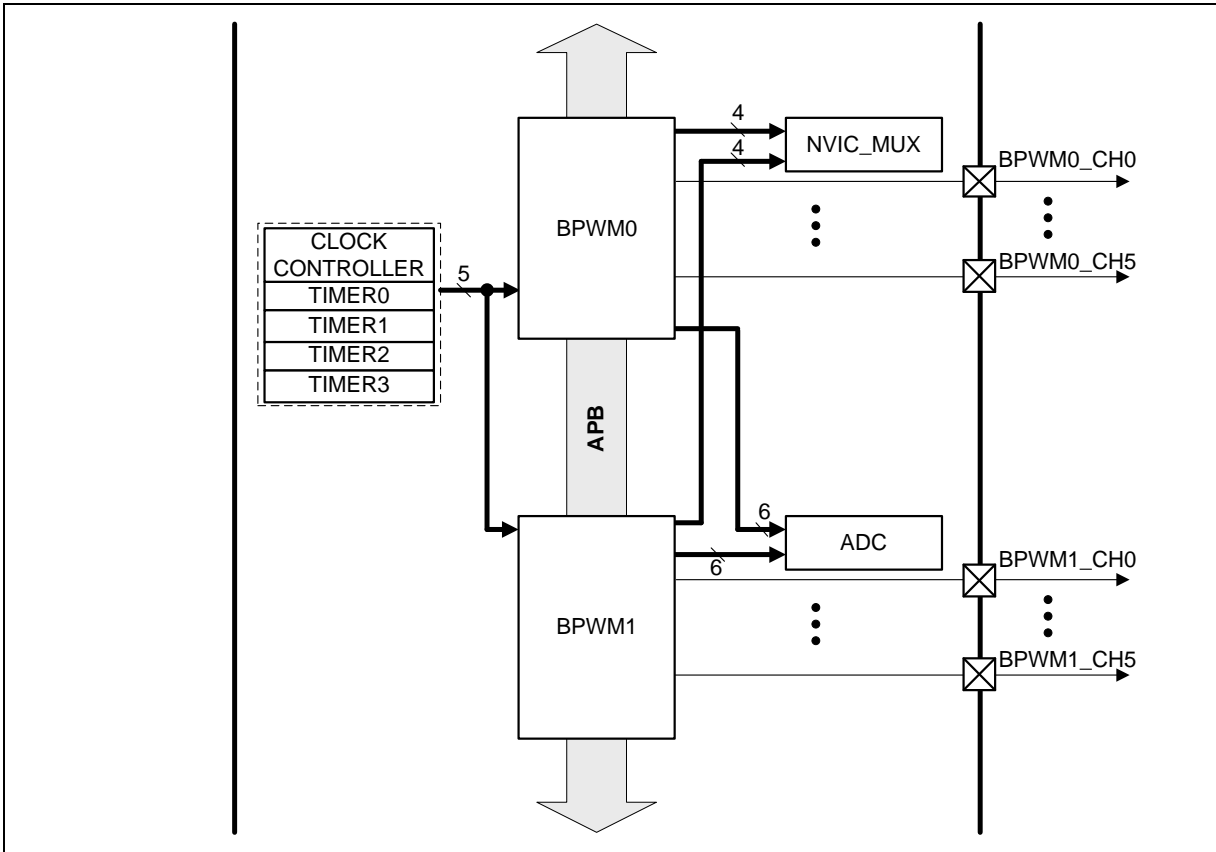 4
NVIC_MUX
4
BPWM0_CH0
BPWM0
CLOCK
CONTROLLER
TIMER0
TIMER1
TIMER2
TIMER3
5
BPWM0_CH5
APB
6
ADC
6
BPWM1_CH0
BPWM1
BPWM1_CH5